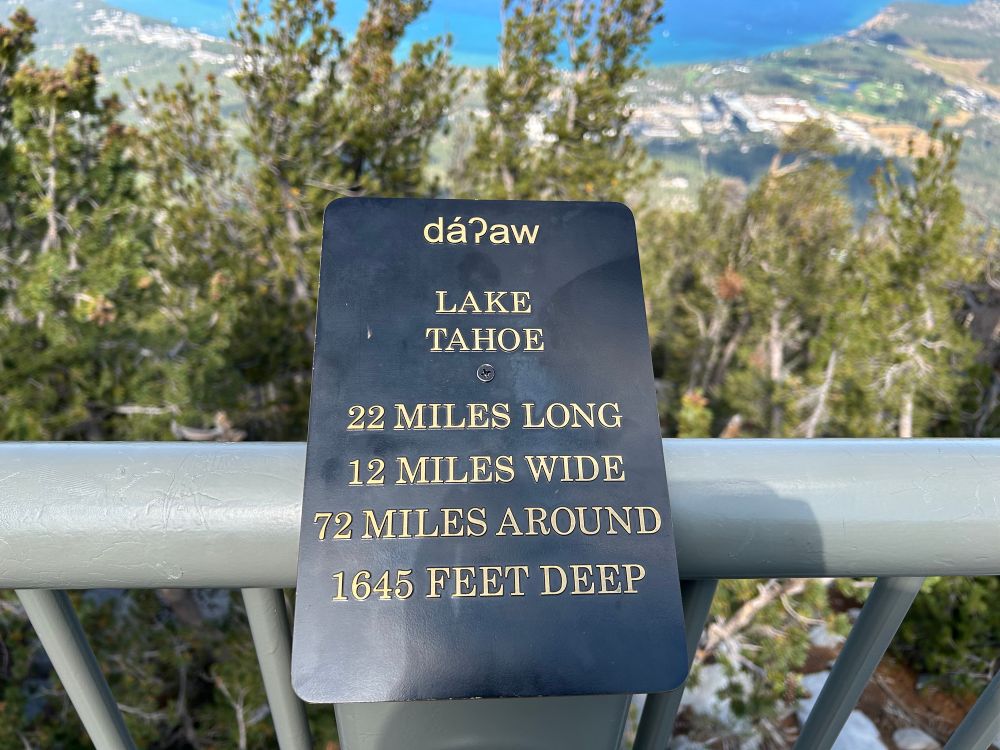 dáʔaw
LAKE
TAHOE
22 MILES LONG
12 MILES WIDE
72 MILES AROUND
1645 FEET DEEP